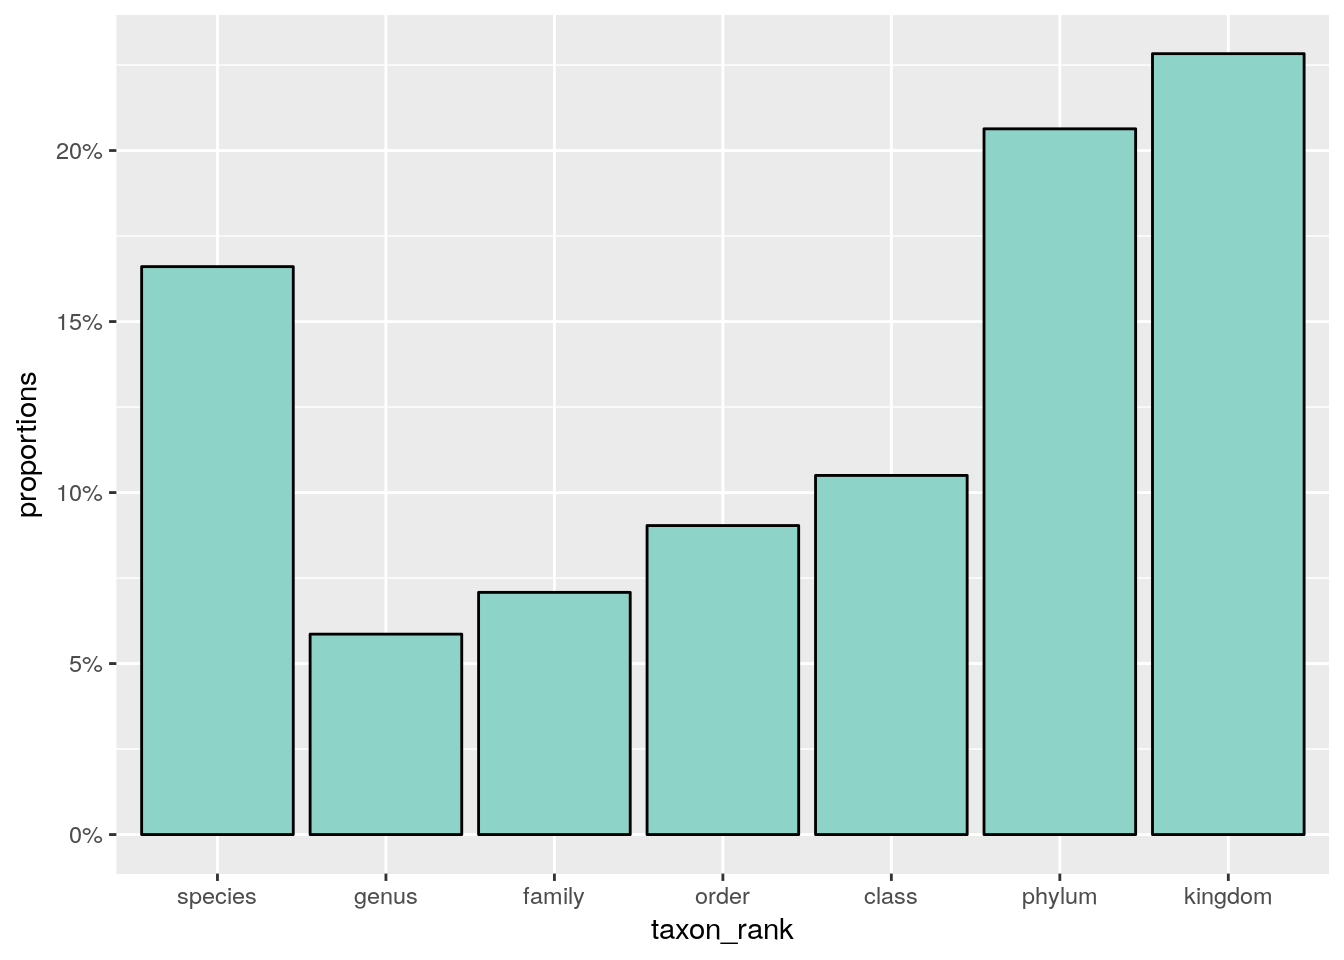 proportions
20%
15%
10%
5%
0%
species genus family order class phylum kingdom
taxon_rank